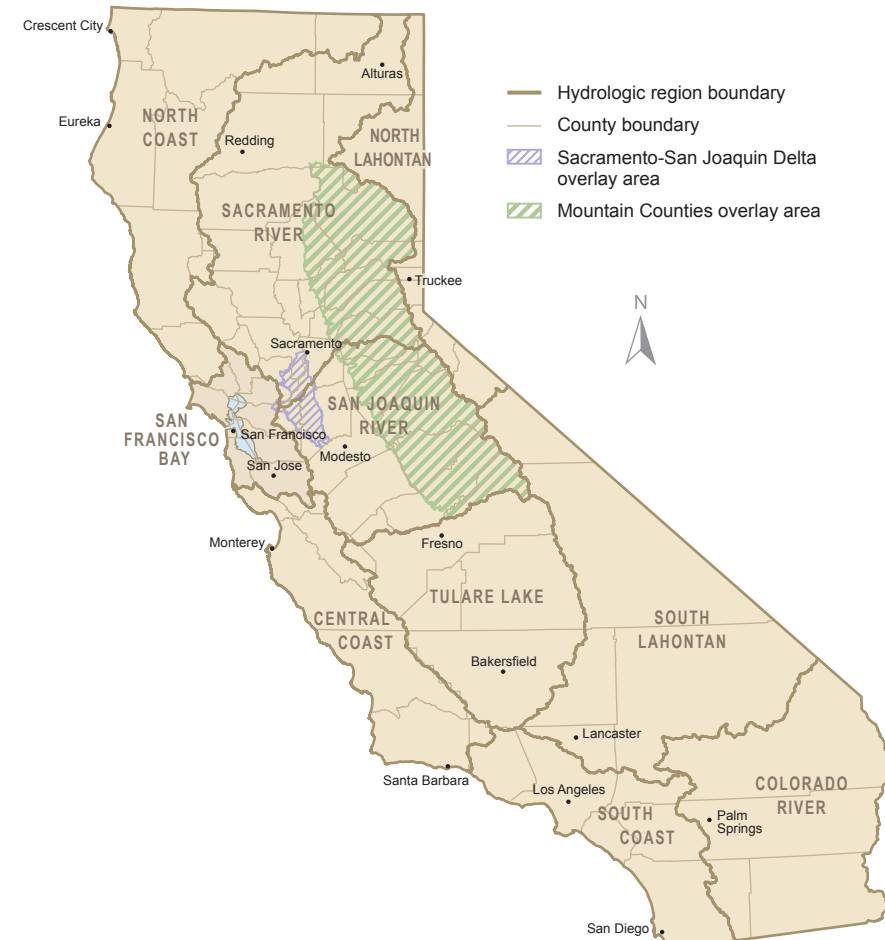 Crescent City
Alturas
Hydrologic region boundary
County boundary
Sacramento-San Joaquin Delta
overlay area
Mountain Counties overlay area
Eureka
NORTH
COAST
Redding
NORTH
LAHONTAN
SACRAMENTO
RIVER
Truckee
N
Sacramento
SAN JOAQUIN
RIVER
SAN
FRANCISCO
BAY
San Francisco
Modesto
San Jose
Monterey
Fresno
TULARE LAKE
CENTRAL
COAST
SOUTH
LAHONTAN
Bakersfield
Lancaster
Santa Barbara
Los Angeles
COLORADO
RIVER
SOUTH
COAST
Palm
Springs
San Diego